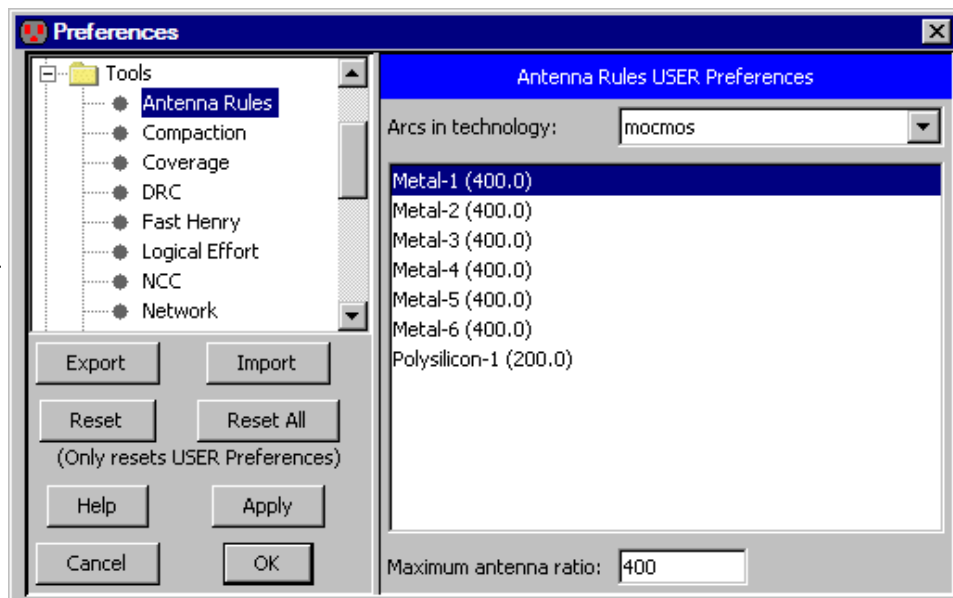 Preferences
Tools
Antenna Rules
Compaction
Coverage
DRC
Fast Henry
Logical Effort
NCC
Network
Export
Import
Reset
Reset All
(Only resets USER Preferences)
Help
Apply
Cancel
OK
Antenna Rules USER Preferences
Arcs in technology: mocmos
Metal-1 (400.0)
Metal-2 (400.0)
Metal-3 (400.0)
Metal-4 (400.0)
Metal-5 (400.0)
Metal-6 (400.0)
Polysilicon-1 (200.0)
Maximum antenna ratio: 400